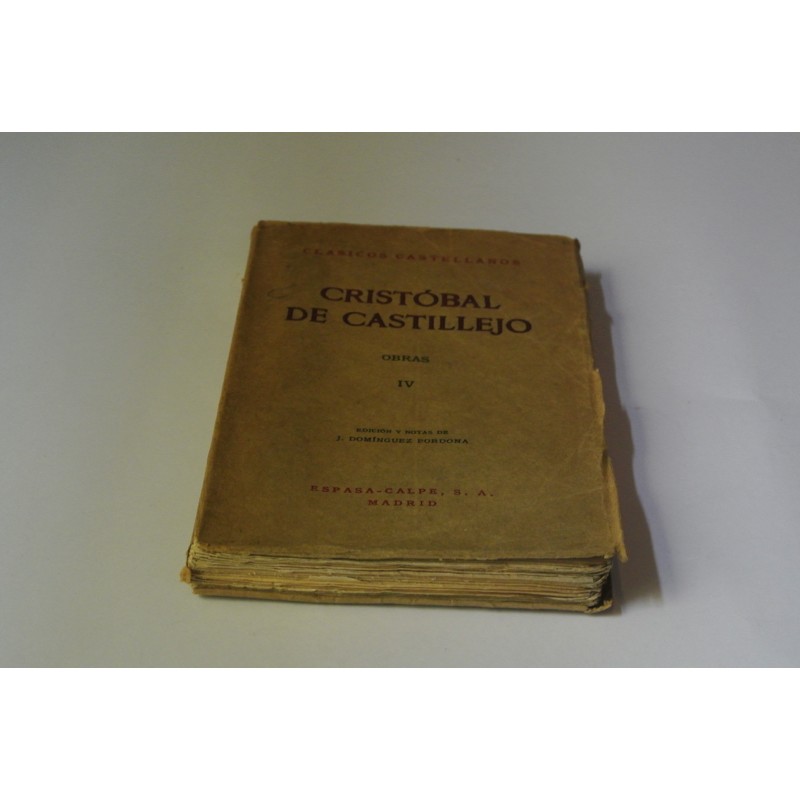 CLÁSICOS CASTELLANOS
CRISTÓBAL
DE CASTILLEJO
OBRAS
IV
EDICIÓN Y NOTAS DE
J. DOMÍNGUEZ BORDONA
ESPASA-CALPE, S. A.
MADRID